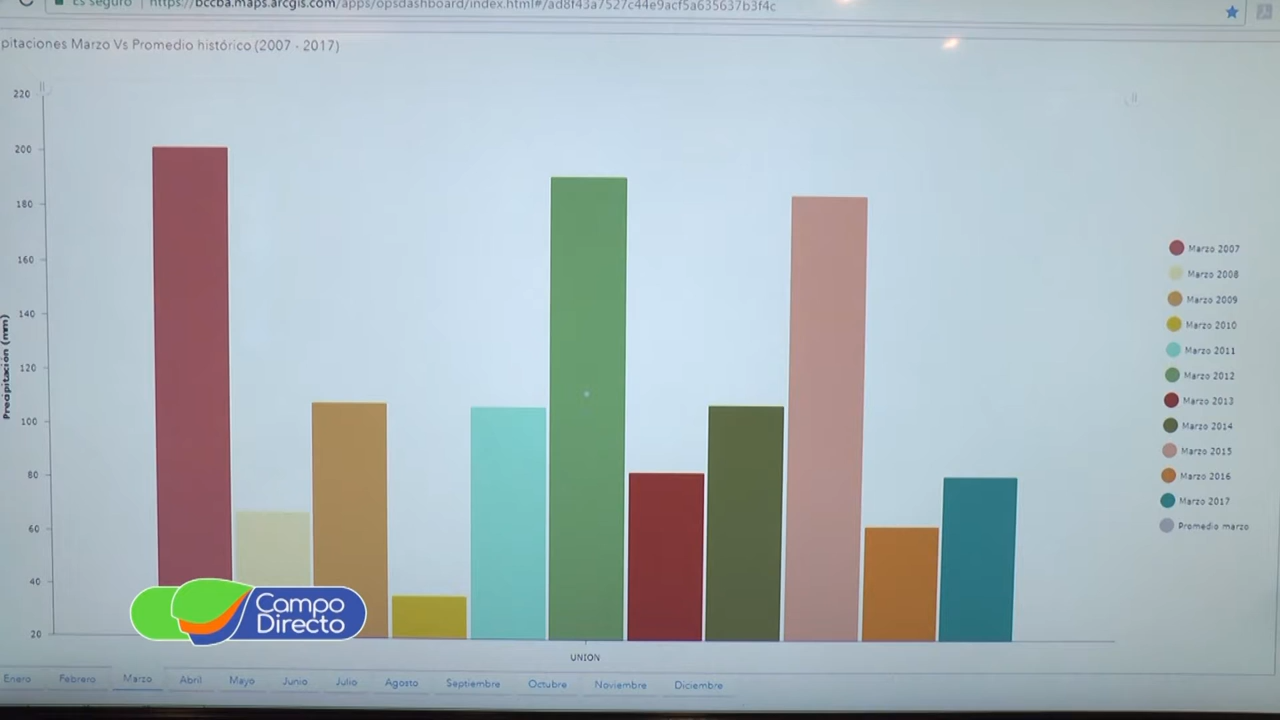 Es seguro | https://bccba.maps.arcgis.com/apps/opsdashboard/index.html#/ad8f43a7527c44e9acf5a635637b3f4c
pitaciones Marzo Vs Promedio histórico (2007 - 2017)
220
200
180
160
140
120
100
80
60
40
20
Precipitación (mm)
UNION
Marzo 2007
Marzo 2008
Marzo 2009
Marzo 2010
Marzo 2011
Marzo 2012
Marzo 2013
Marzo 2014
Marzo 2015
Marzo 2016
Marzo 2017
Promedio marzo
Campo
Directo
Enero Febrero Marzo Abril Mayo Junio Julio Agosto Septiembre Octubre Noviembre Diciembre